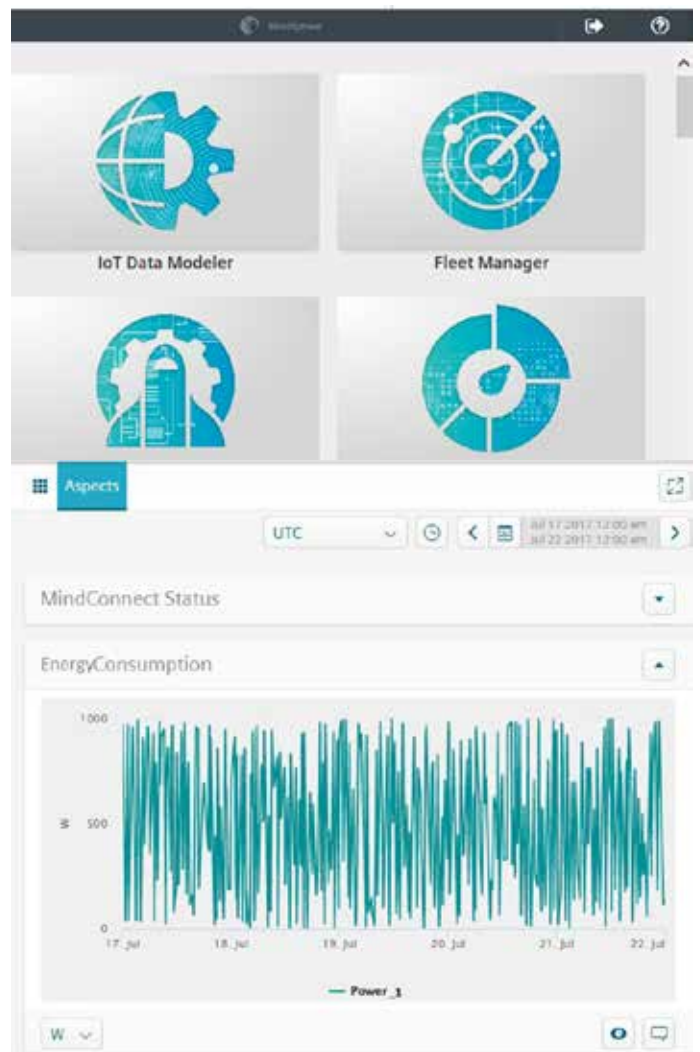 IoT Data Modeler
Fleet Manager
Aspects
UTC
Jul 17 2017 12:00 am
Jul 22 2017 12:00 am
MindConnect Status
EnergyConsumption
1000
W
500
0
17. Jul
18. Jul
19. Jul
20. Jul
21. Jul
22. Jul
Power_1
W